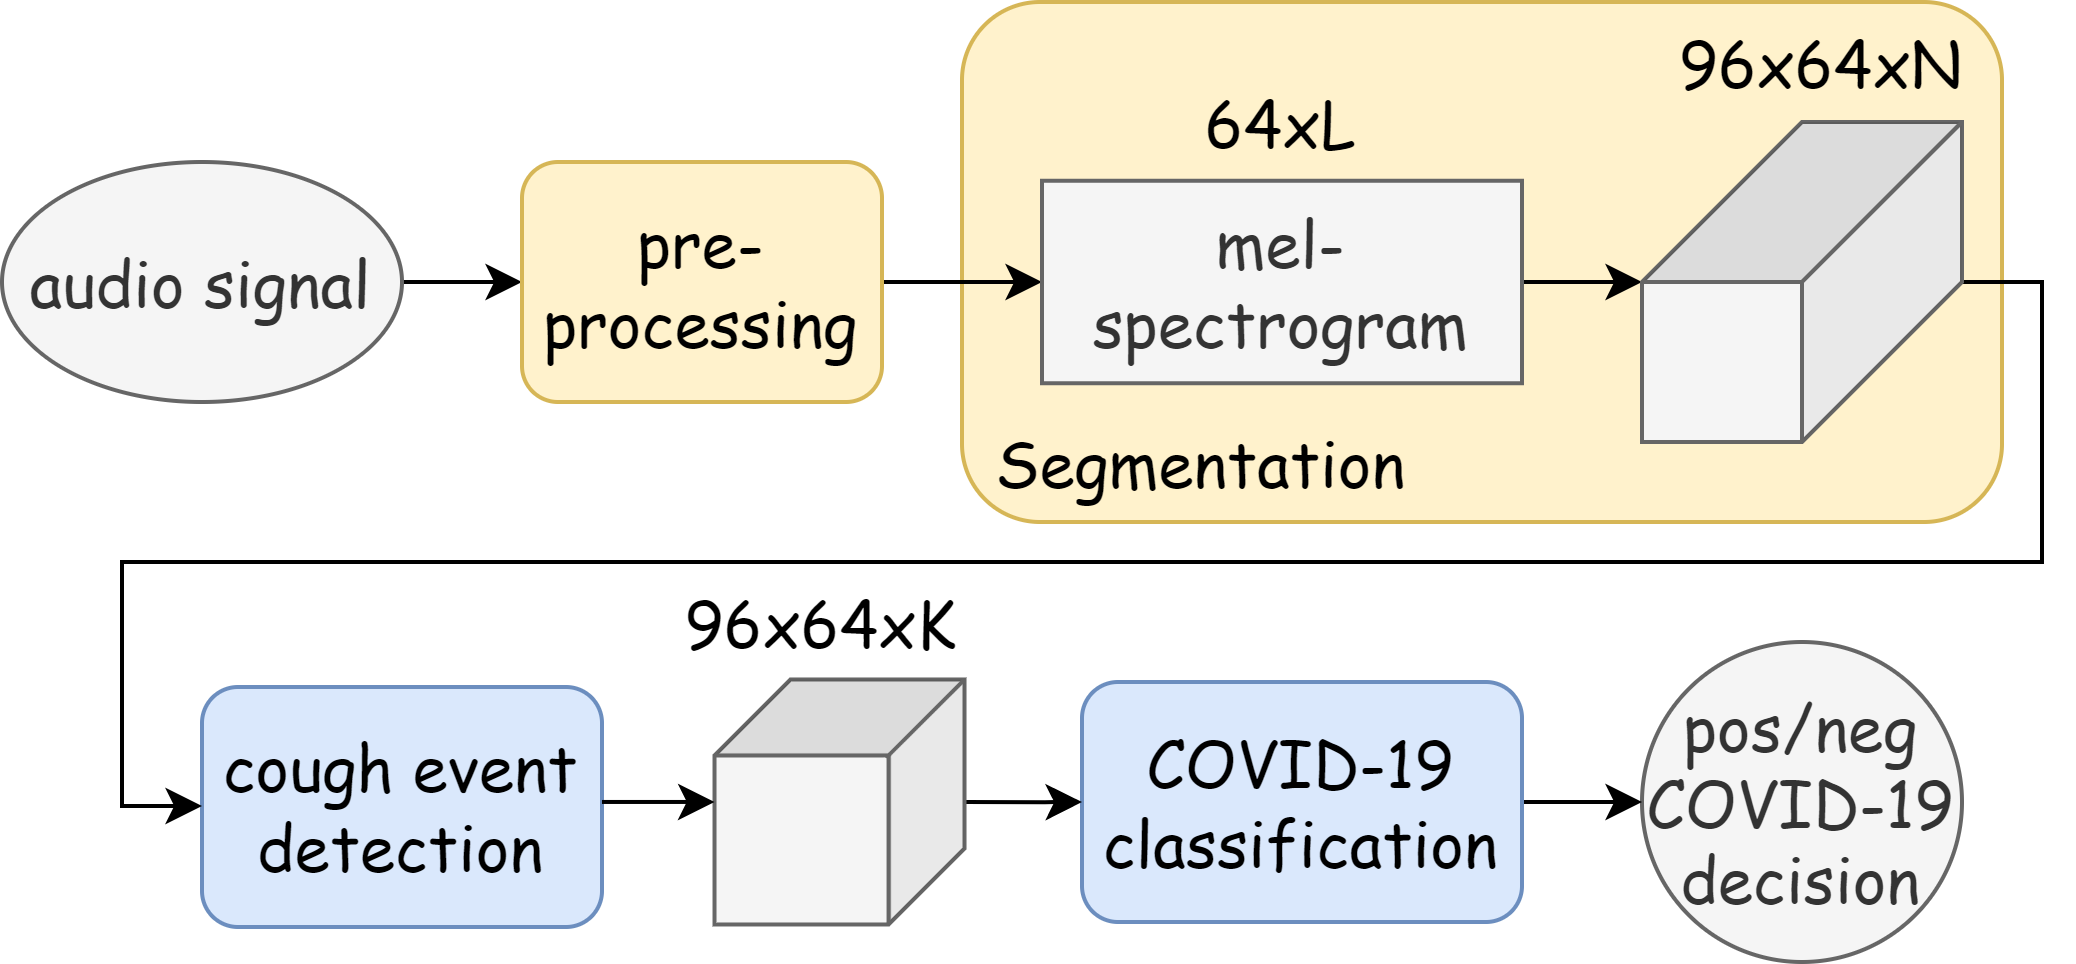 audio signal
pre-
processing
64xL
mel-
spectrogram
96x64xN
Segmentation
cough event
detection
96x64xK
COVID-19
classification
pos/neg
COVID-19
decision